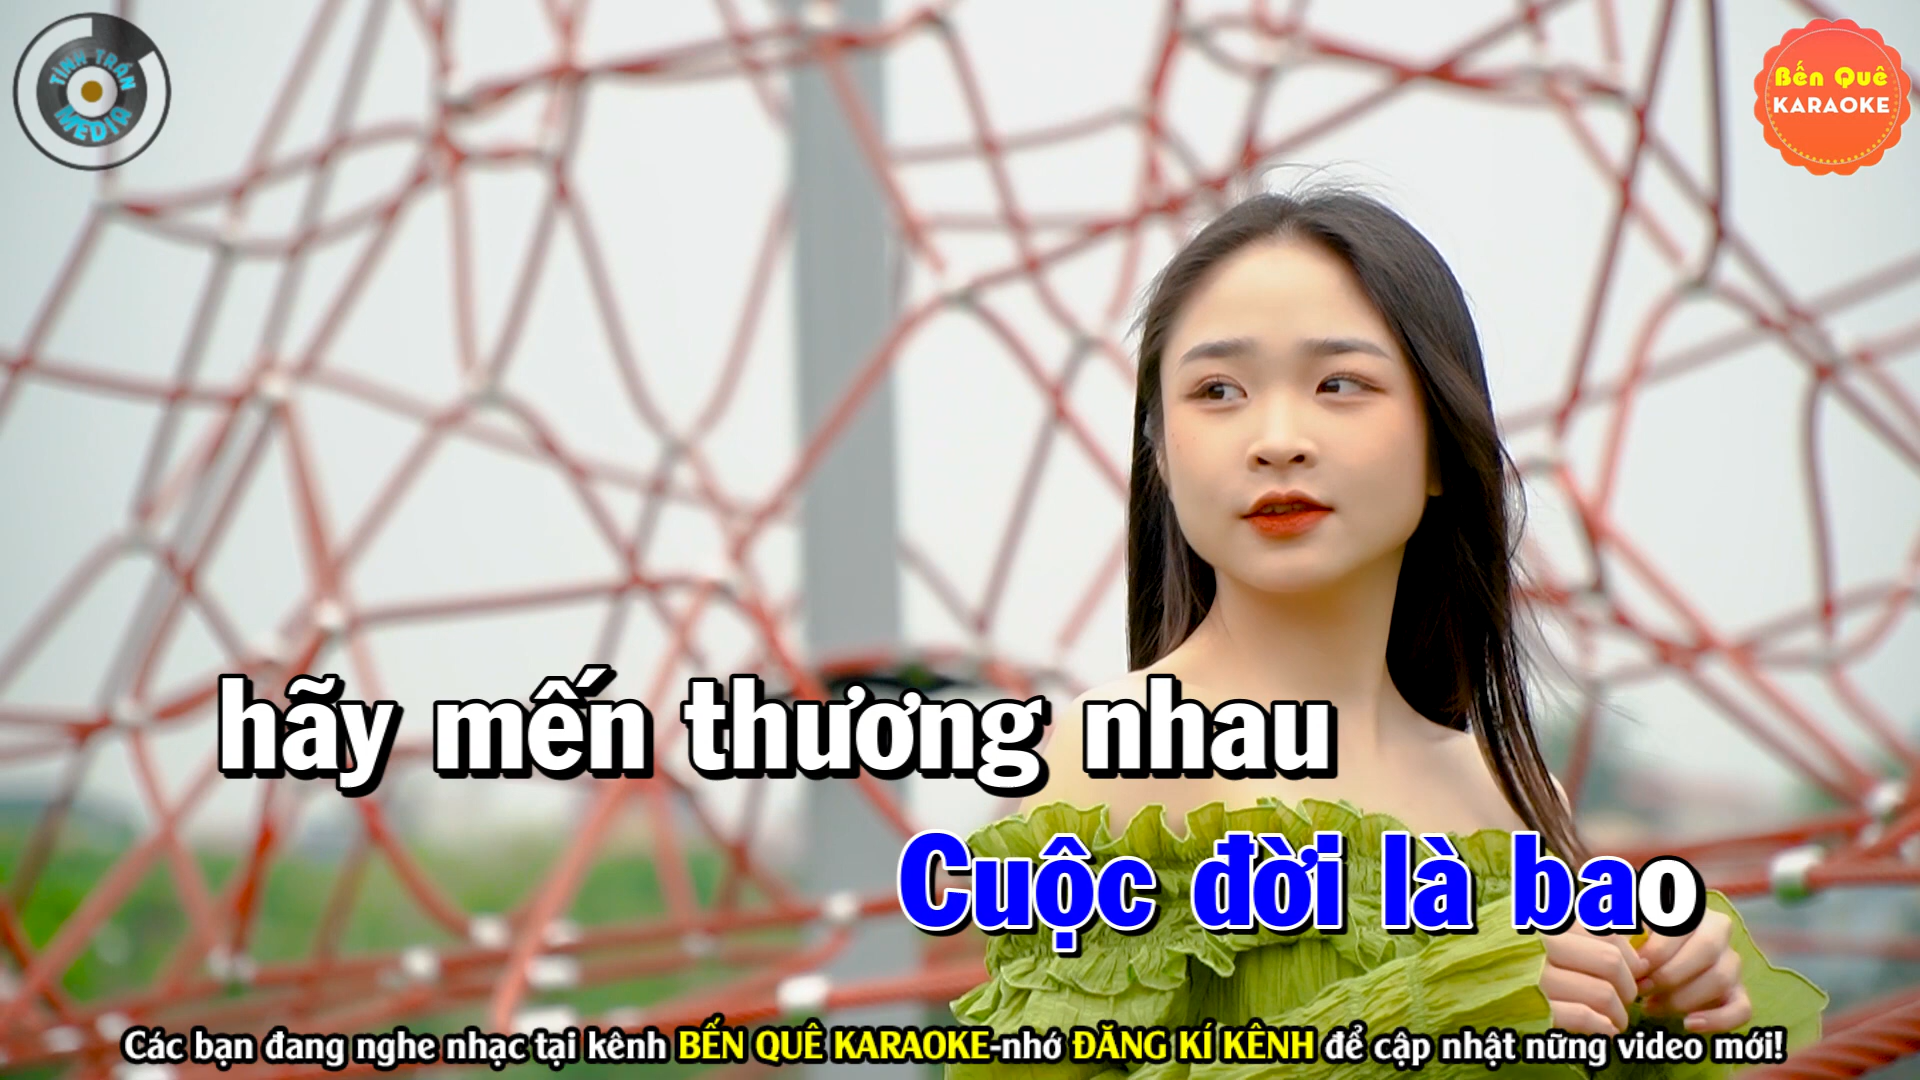 TÌNH TRẦN
MEDIA
Bến Quê
KARAOKE
hãy mến thương nhau
Cuộc đời là bao
Các bạn đang nghe nhạc tại kênh BẾN QUÊ KARAOKE-nhớ ĐĂNG KÍ KÊNH để cập nhật nững video mới!